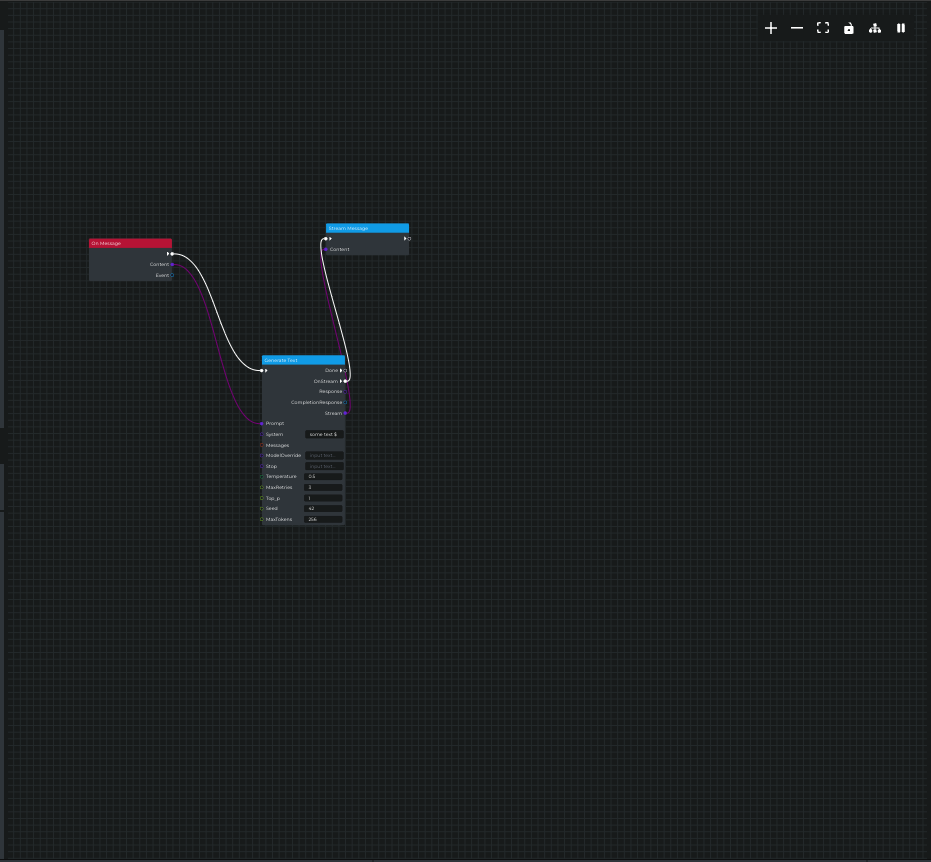 On Message
Content
Event
Stream Message
Content
Generate Text
Done
OnStream
Response
CompletionResponse
Stream
Prompt
System some text $
Messages
ModelOverride Input text...
Stop Input text...
Temperature 0.5
MaxRetries 3
Top_p 1
Seed 42
MaxTokens 256